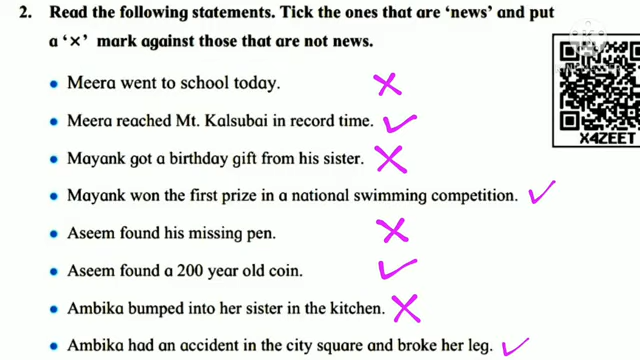 2. Read the following statements. Tick the ones that are ‘news’ and put
a ‘×’ mark against those that are not news.
• Meera went to school today. ✗
• Meera reached Mt. Kalsubai in record time. ✓
• Mayank got a birthday gift from his sister. ✗
• Mayank won the first prize in a national swimming competition. ✓
• Aseem found his missing pen. ✗
• Aseem found a 200 year old coin. ✓
• Ambika bumped into her sister in the kitchen. ✗
• Ambika had an accident in the city square and broke her leg. ✓
X4ZEET